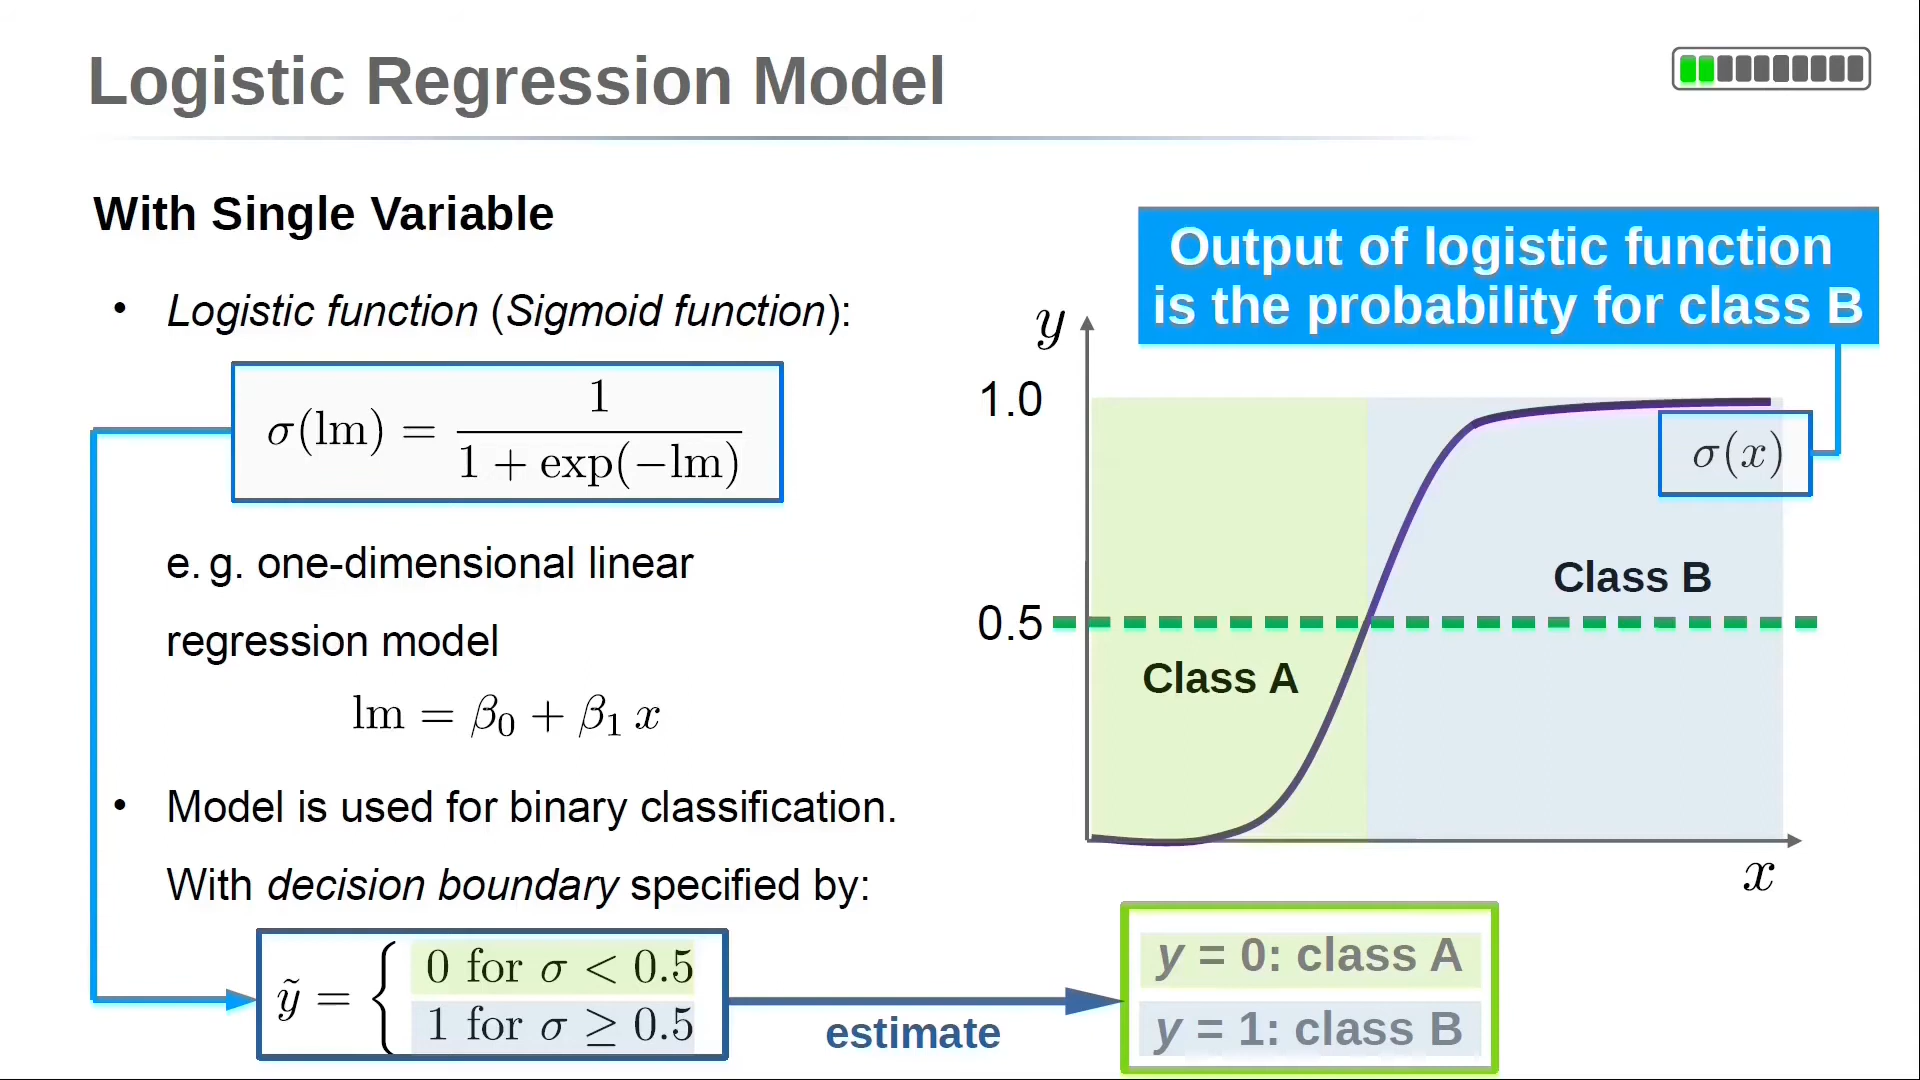 Logistic Regression Model
With Single Variable
• Logistic function (Sigmoid function):
σ(lm) = 1 / (1 + exp(−lm))
e. g. one-dimensional linear
regression model
lm = β₀ + β₁ x
• Model is used for binary classification.
With decision boundary specified by:
ỹ = { 0 for σ < 0.5
1 for σ ≥ 0.5
estimate
y = 0: class A
y = 1: class B
Output of logistic function
is the probability for class B
y
1.0
σ(x)
Class B
0.5
Class A
x